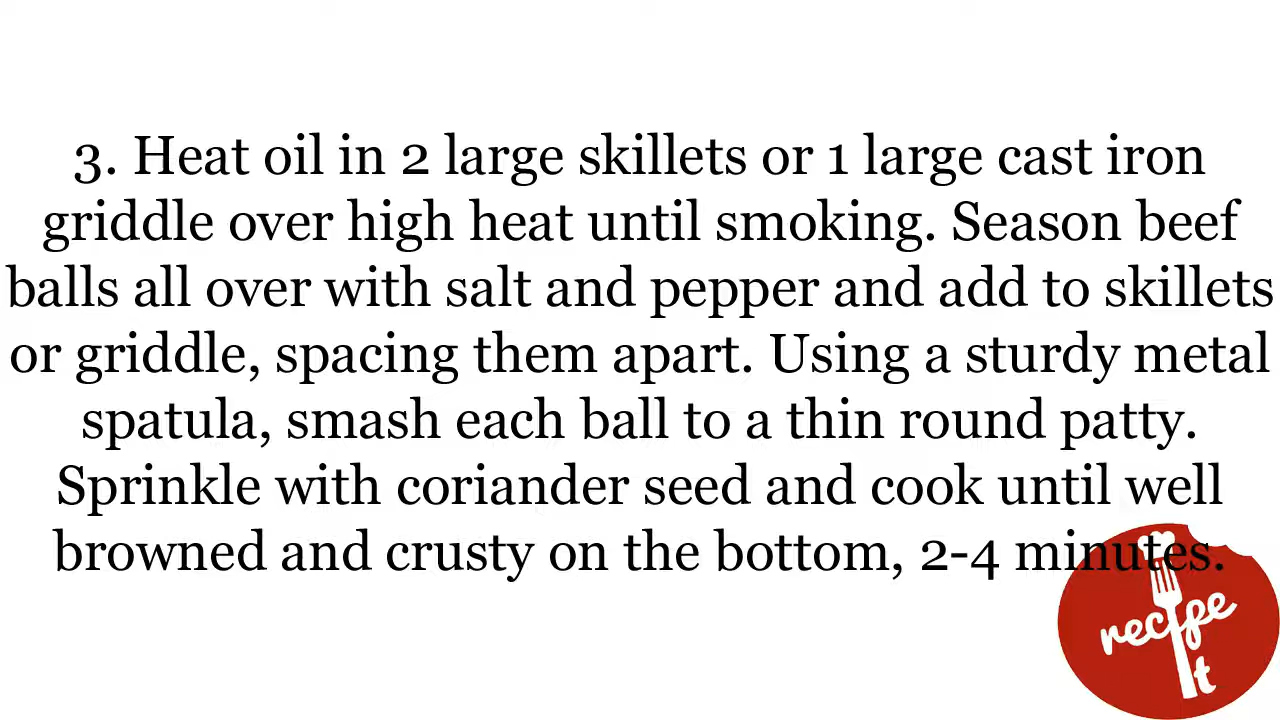 3. Heat oil in 2 large skillets or 1 large cast iron
griddle over high heat until smoking. Season beef
balls all over with salt and pepper and add to skillets
or griddle, spacing them apart. Using a sturdy metal
spatula, smash each ball to a thin round patty.
Sprinkle with coriander seed and cook until well
browned and crusty on the bottom, 2-4 minutes.
recipe
it